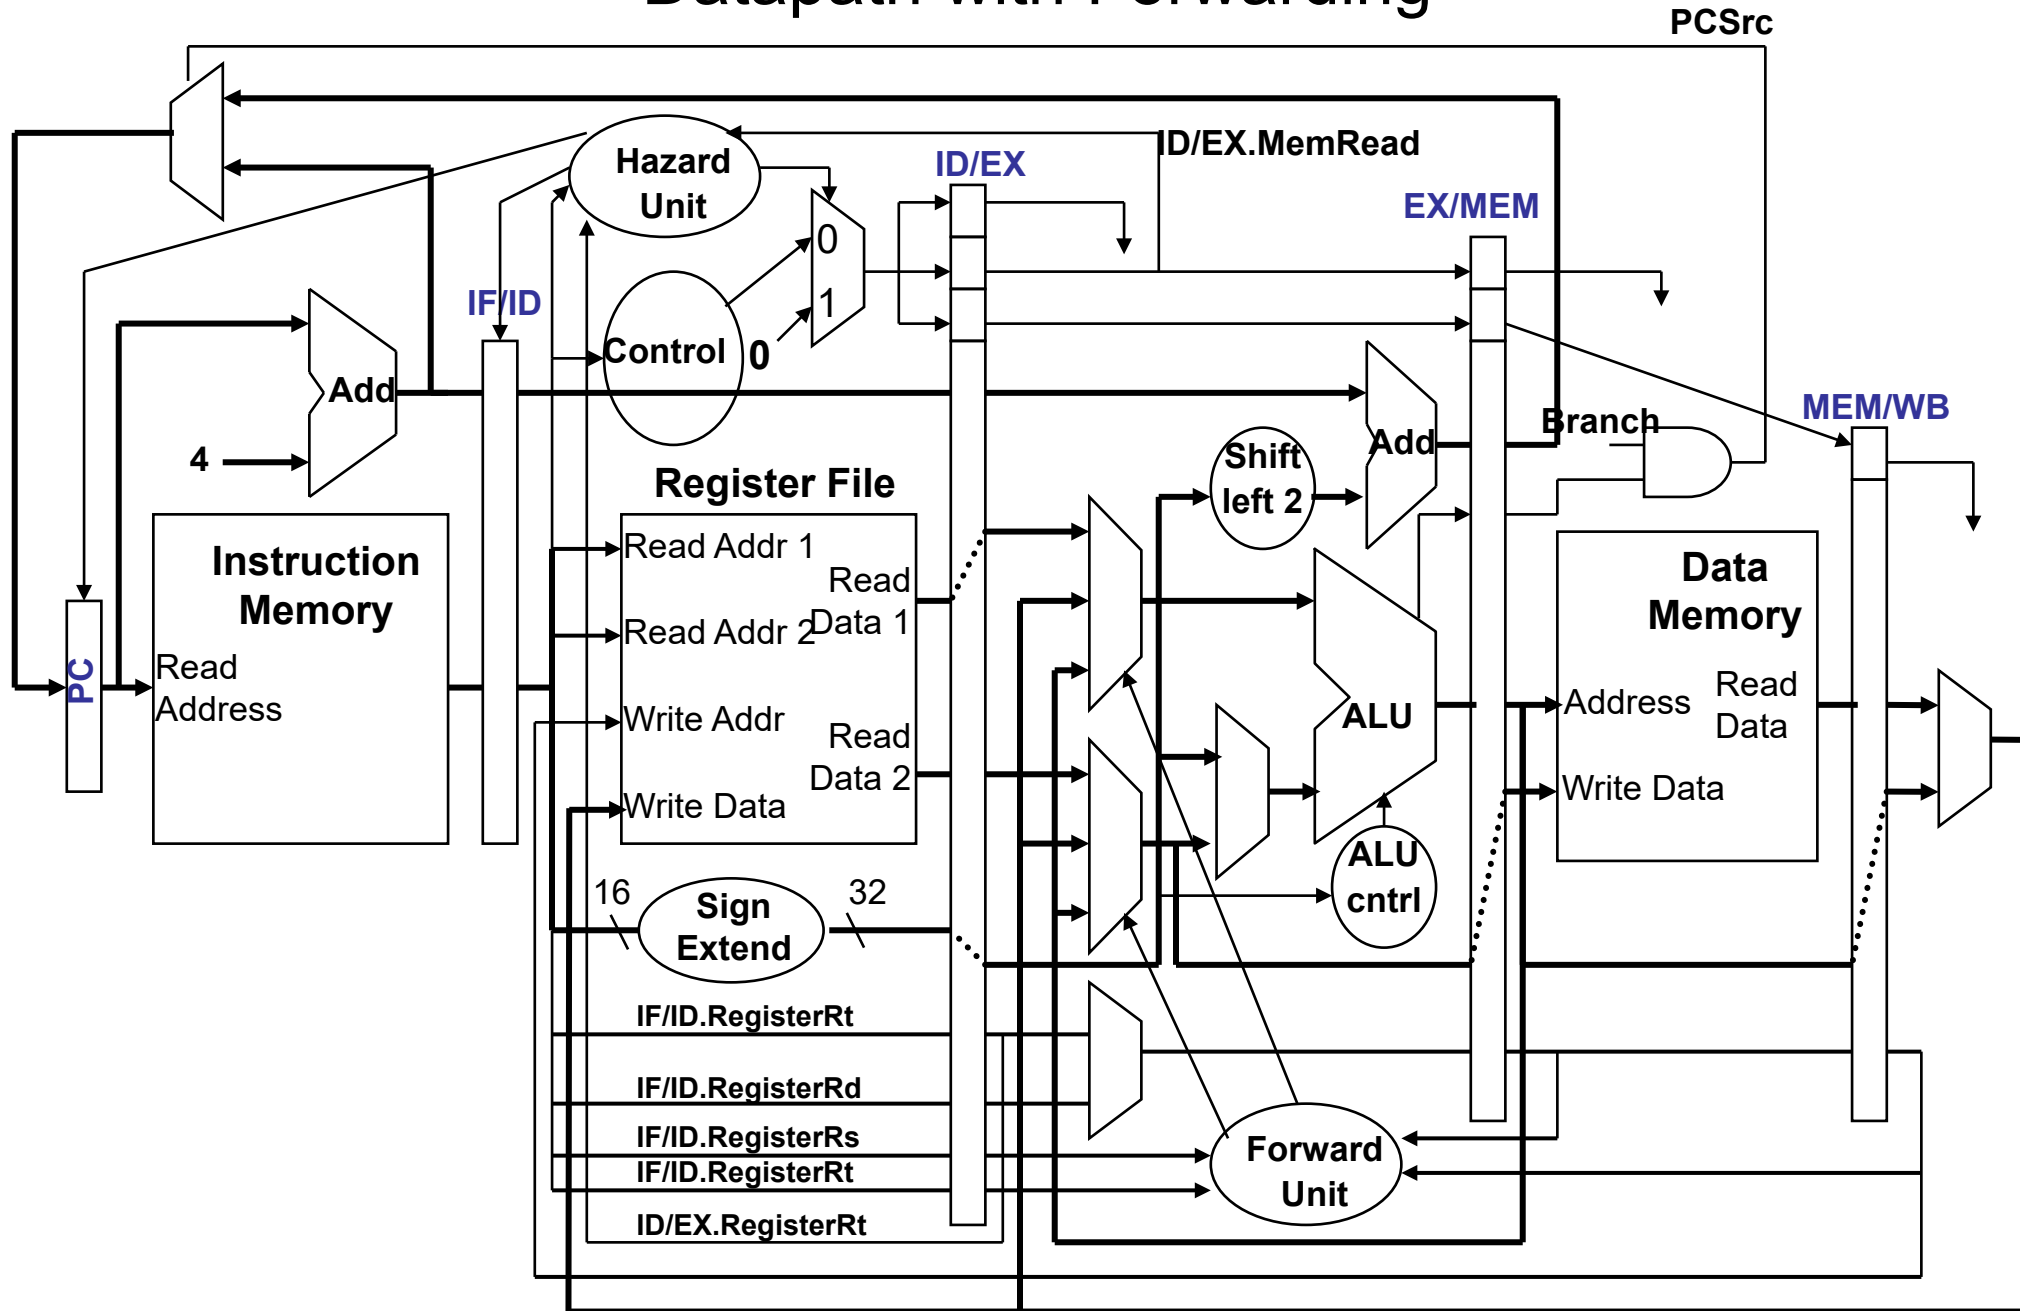 Datapath with Forwarding
PCSrc
Hazard
Unit
ID/EX.MemRead
ID/EX
EX/MEM
0
1
IF/ID
Control
0
Add
4
Branch
MEM/WB
Add
Shift
left 2
Register File
Instruction
Memory
Read Addr 1
Read
Data 1
Read Addr 2
Data
Memory
PC
Read
Address
Write Addr
Read
Data 2
Write Data
ALU
Address
Read
Data
Write Data
ALU
cntrl
16
Sign
Extend
32
IF/ID.RegisterRt
IF/ID.RegisterRd
IF/ID.RegisterRs
IF/ID.RegisterRt
ID/EX.RegisterRt
Forward
Unit